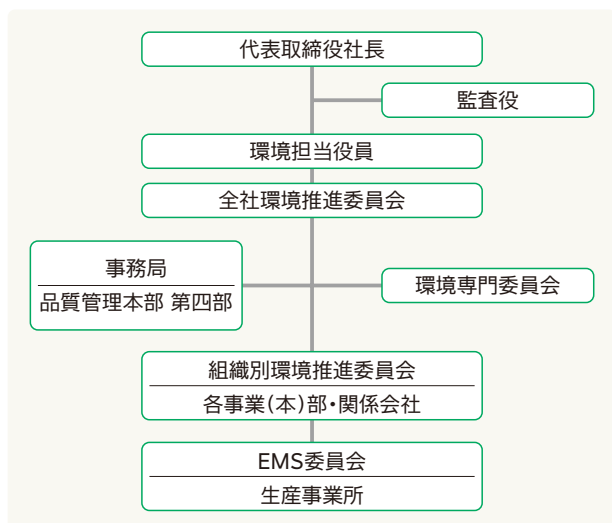 代表取締役社長
監査役
環境担当役員
全社環境推進委員会
事務局
品質管理本部 第四部
環境専門委員会
組織別環境推進委員会
各事業(本)部・関係会社
EMS委員会
生産事業所